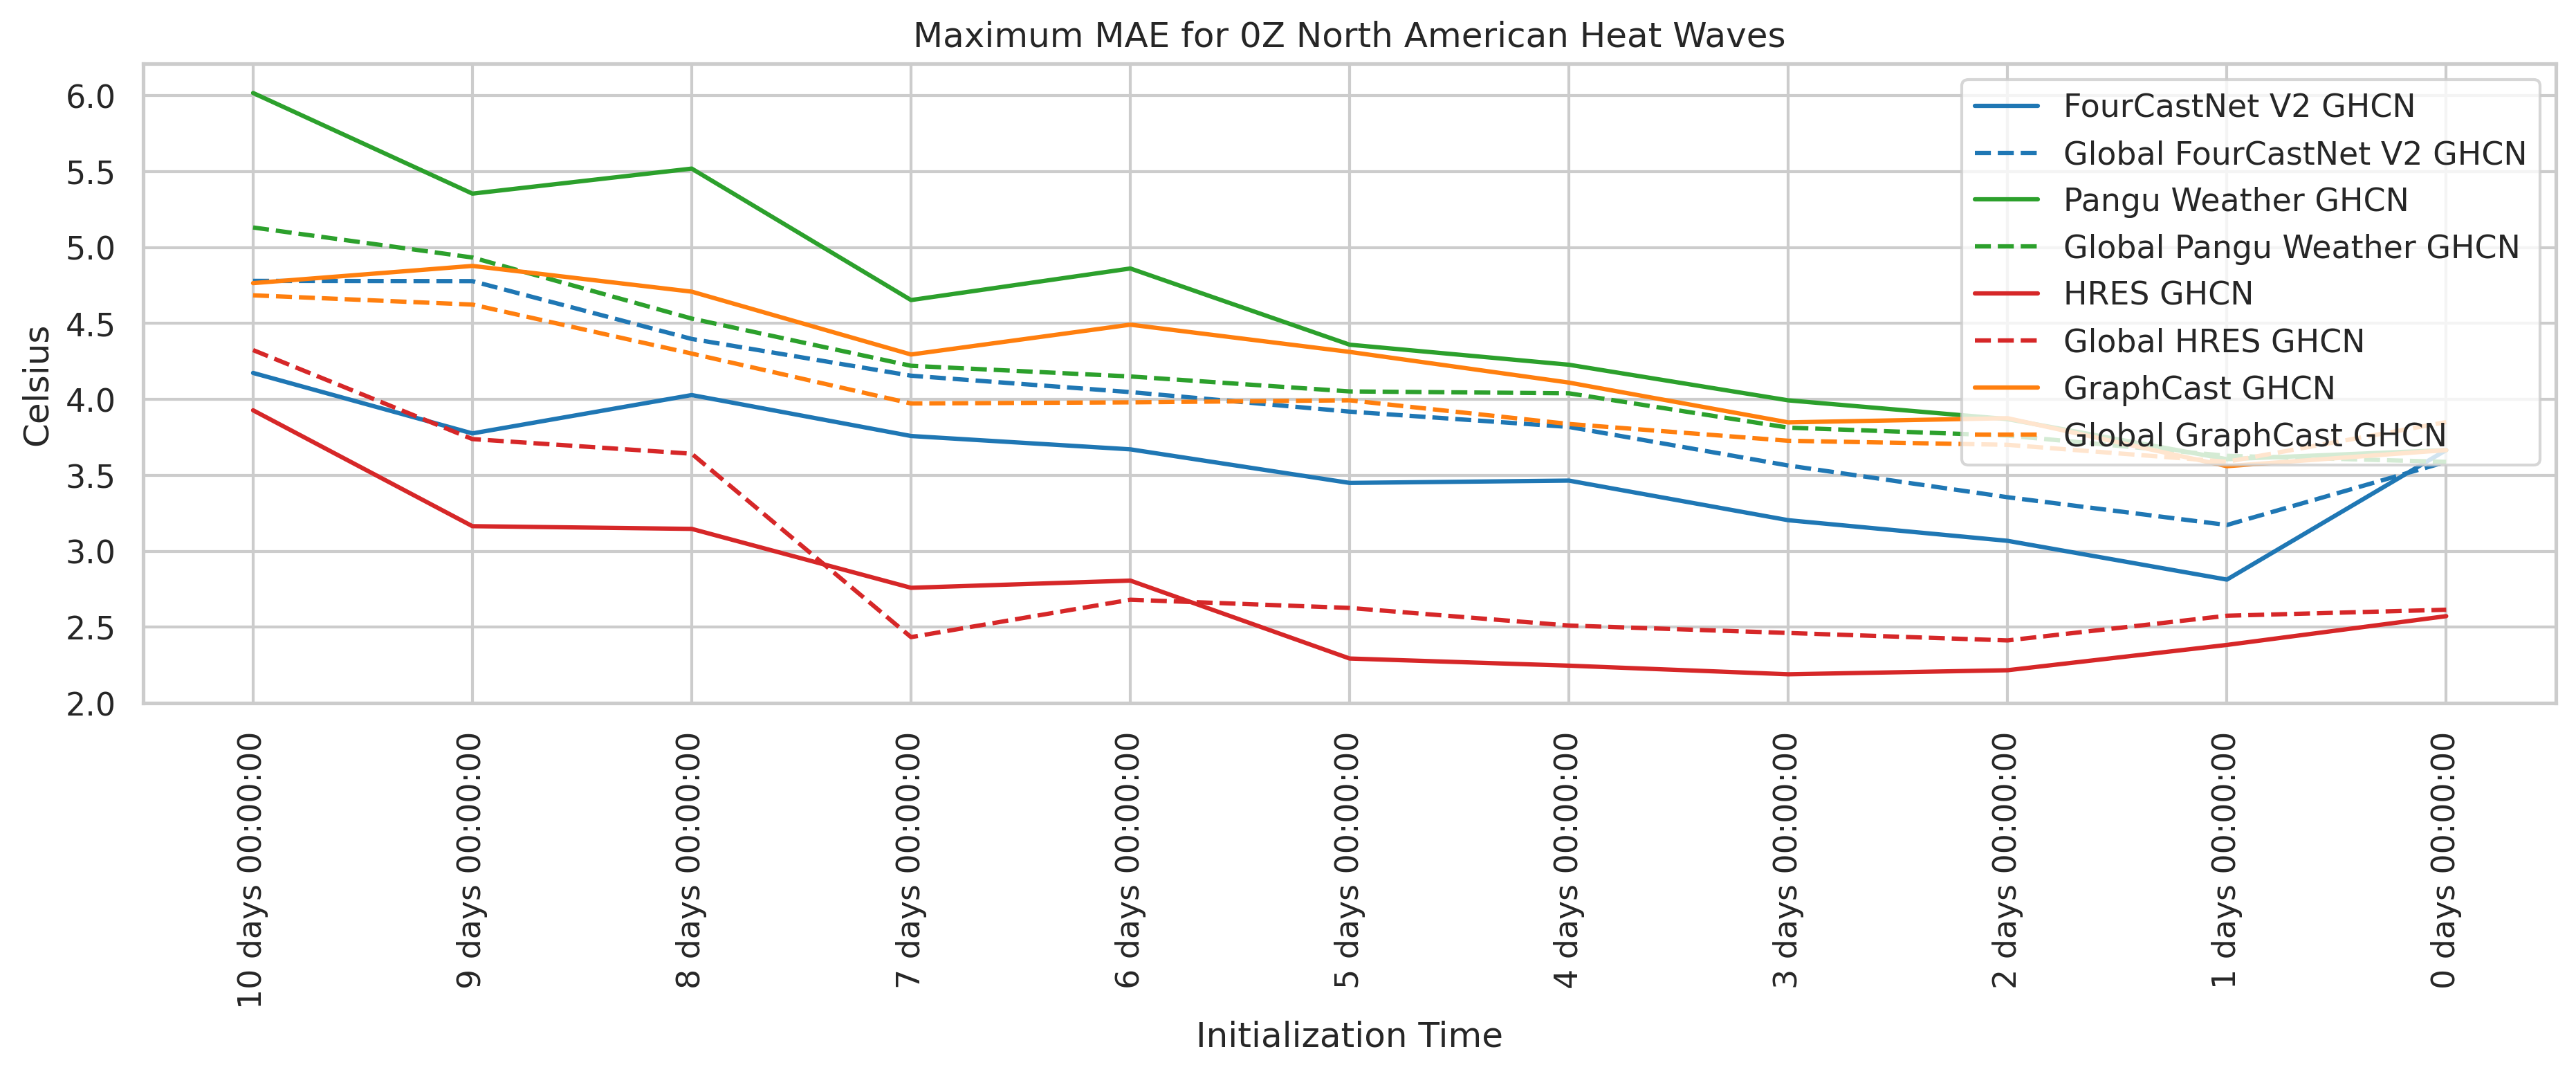 Maximum MAE for 0Z North American Heat Waves
Celsius
6.0
5.5
5.0
4.5
4.0
3.5
3.0
2.5
2.0
FourCastNet V2 GHCN
Global FourCastNet V2 GHCN
Pangu Weather GHCN
Global Pangu Weather GHCN
HRES GHCN
Global HRES GHCN
GraphCast GHCN
Global GraphCast GHCN
10 days 00:00:00
9 days 00:00:00
8 days 00:00:00
7 days 00:00:00
6 days 00:00:00
5 days 00:00:00
4 days 00:00:00
3 days 00:00:00
2 days 00:00:00
1 days 00:00:00
0 days 00:00:00
Initialization Time